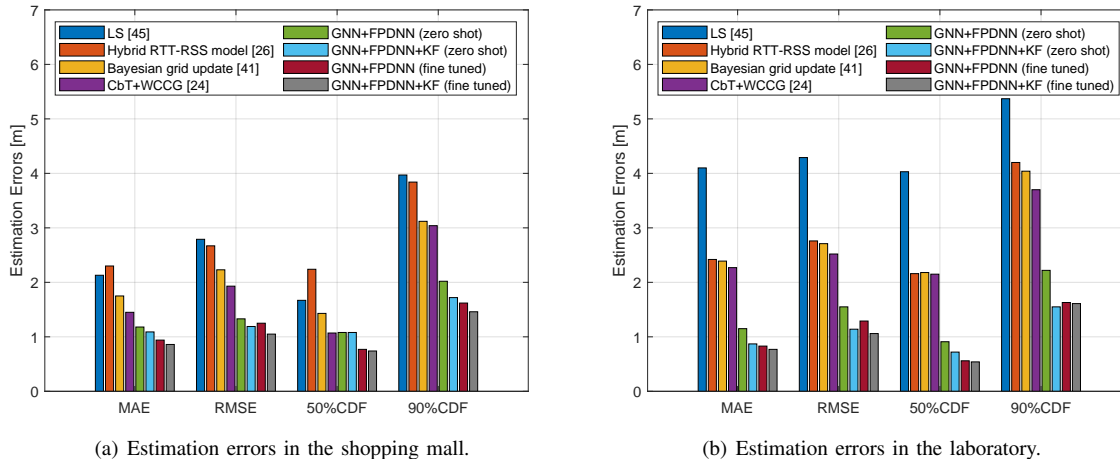 7
6
5
4
3
2
1
0
Estimation Errors [m]
LS [45]
Hybrid RTT-RSS model [26]
Bayesian grid update [41]
CbT+WCCG [24]
GNN+FPDNN (zero shot)
GNN+FPDNN+KF (zero shot)
GNN+FPDNN (fine tuned)
GNN+FPDNN+KF (fine tuned)
MAE RMSE 50%CDF 90%CDF
(a) Estimation errors in the shopping mall.
7
6
5
4
3
2
1
0
Estimation Errors [m]
LS [45]
Hybrid RTT-RSS model [26]
Bayesian grid update [41]
CbT+WCCG [24]
GNN+FPDNN (zero shot)
GNN+FPDNN+KF (zero shot)
GNN+FPDNN (fine tuned)
GNN+FPDNN+KF (fine tuned)
MAE RMSE 50%CDF 90%CDF
(b) Estimation errors in the laboratory.